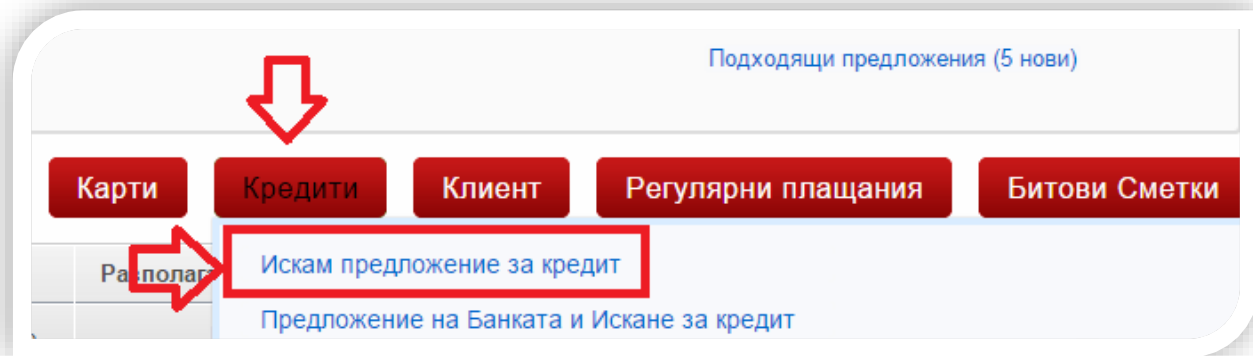 Подходящи предложения (5 нови)
Карти Кредити Клиент Регулярни плащания Битови Сметки
Искам предложение за кредит
Предложение на Банката и Искане за кредит